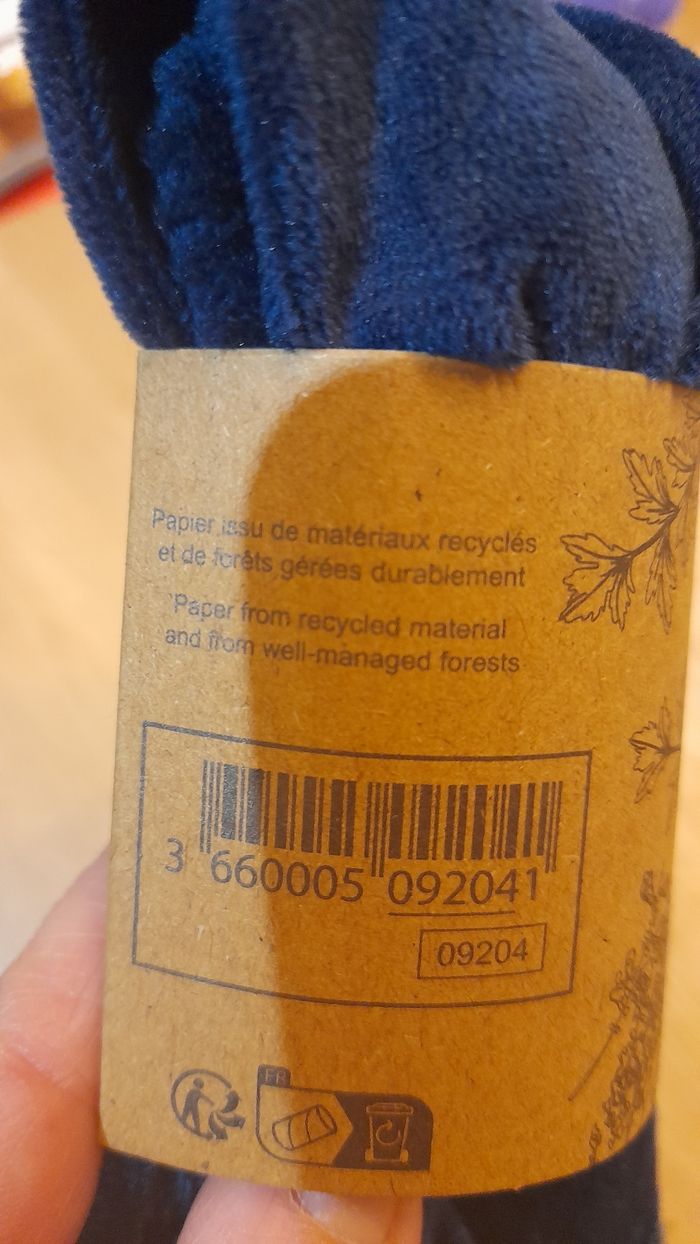 Papier issu de matériaux recyclés
et de forêts gérées durablement
Paper from recycled material
and from well-managed forests
3 660005 092041
09204
FR